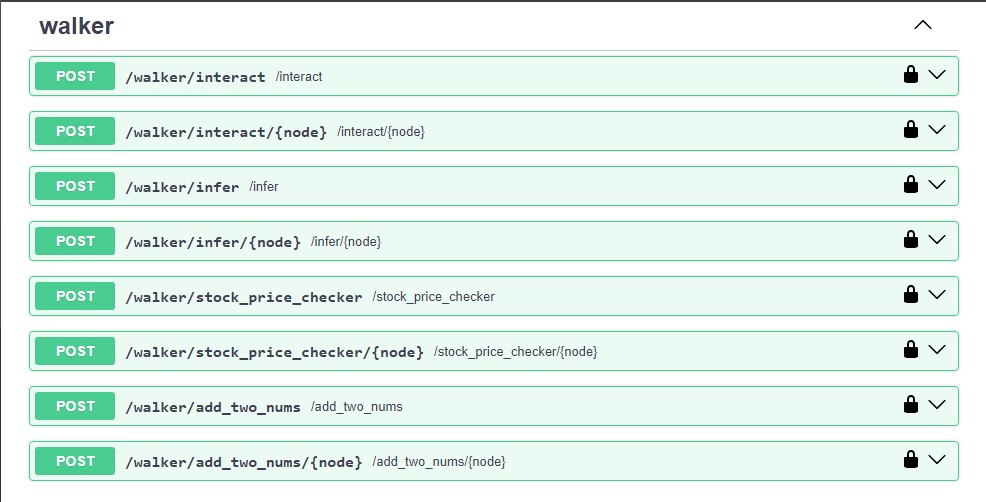 walker
POST /walker/interact /interact
POST /walker/interact/{node} /interact/{node}
POST /walker/infer /infer
POST /walker/infer/{node} /infer/{node}
POST /walker/stock_price_checker /stock_price_checker
POST /walker/stock_price_checker/{node} /stock_price_checker/{node}
POST /walker/add_two_nums /add_two_nums
POST /walker/add_two_nums/{node} /add_two_nums/{node}